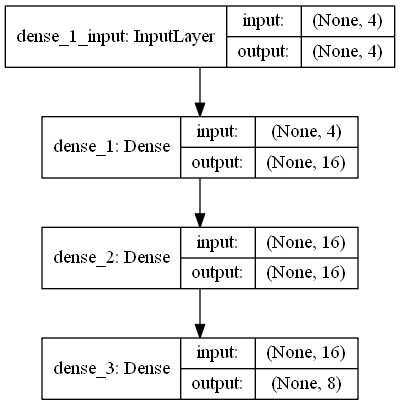 dense_1_input: InputLayer
input: (None, 4)
output: (None, 4)
dense_1: Dense
input: (None, 4)
output: (None, 16)
dense_2: Dense
input: (None, 16)
output: (None, 16)
dense_3: Dense
input: (None, 16)
output: (None, 8)